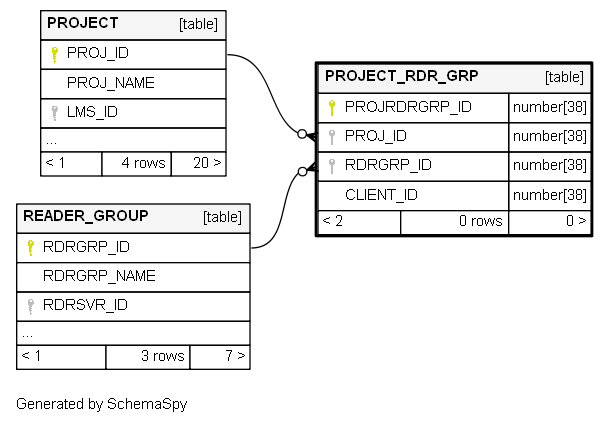 PROJECT [table]
PROJ_ID
PROJ_NAME
LMS_ID
...
< 1 4 rows 20 >
PROJECT_RDR_GRP [table]
PROJRDRGRP_ID number[38]
PROJ_ID number[38]
RDRGRP_ID number[38]
CLIENT_ID number[38]
< 2 0 rows 0 >
READER_GROUP [table]
RDRGRP_ID
RDRGRP_NAME
RDRSVR_ID
...
< 1 3 rows 7 >
Generated by SchemaSpy